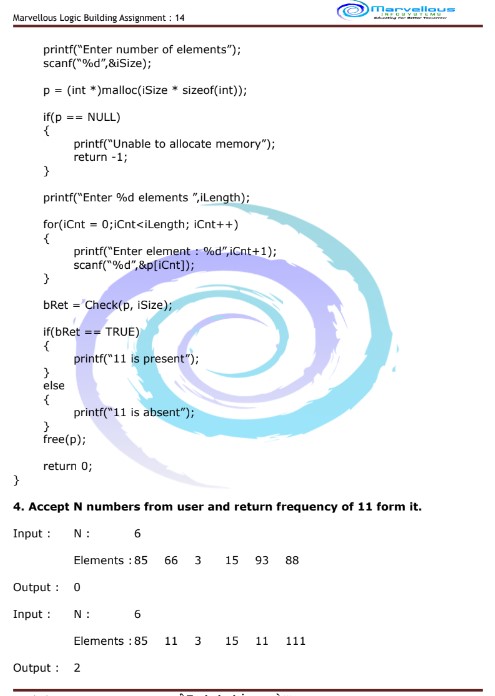 Marvellous Logic Building Assignment : 14
Marvellous
INFOSYSTEMS
Educating for Better Tomorrow
printf("Enter number of elements");
scanf("%d",&iSize);
p = (int *)malloc(iSize * sizeof(int));
if(p == NULL)
{
printf("Unable to allocate memory");
return -1;
}
printf("Enter %d elements ",iLength);
for(iCnt = 0;iCnt<iLength; iCnt++)
{
printf("Enter element : %d",iCnt+1);
scanf("%d",&p[iCnt]);
}
bRet = Check(p, iSize);
if(bRet == TRUE)
{
printf("11 is present");
}
else
{
printf("11 is absent");
}
free(p);
return 0;
}
4. Accept N numbers from user and return frequency of 11 form it.
Input : N : 6
Elements : 85 66 3 15 93 88
Output : 0
Input : N : 6
Elements : 85 11 3 15 11 111
Output : 2